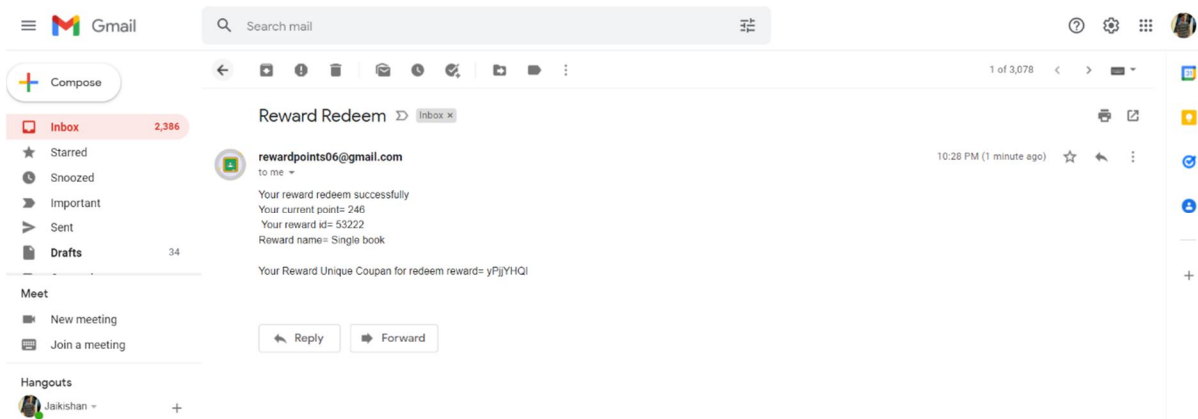 Gmail
Search mail
Compose
1 of 3,078
Inbox 2,386
Starred
Snoozed
Important
Sent
Drafts 34
Meet
New meeting
Join a meeting
Hangouts
Jaikishan
Reward Redeem Inbox ×
rewardpoints06@gmail.com
10:28 PM (1 minute ago)
to me
Your reward redeem successfully
Your current point= 246
Your reward id= 53222
Reward name= Single book
Your Reward Unique Coupan for redeem reward= yPjjYHQI
Reply
Forward
31